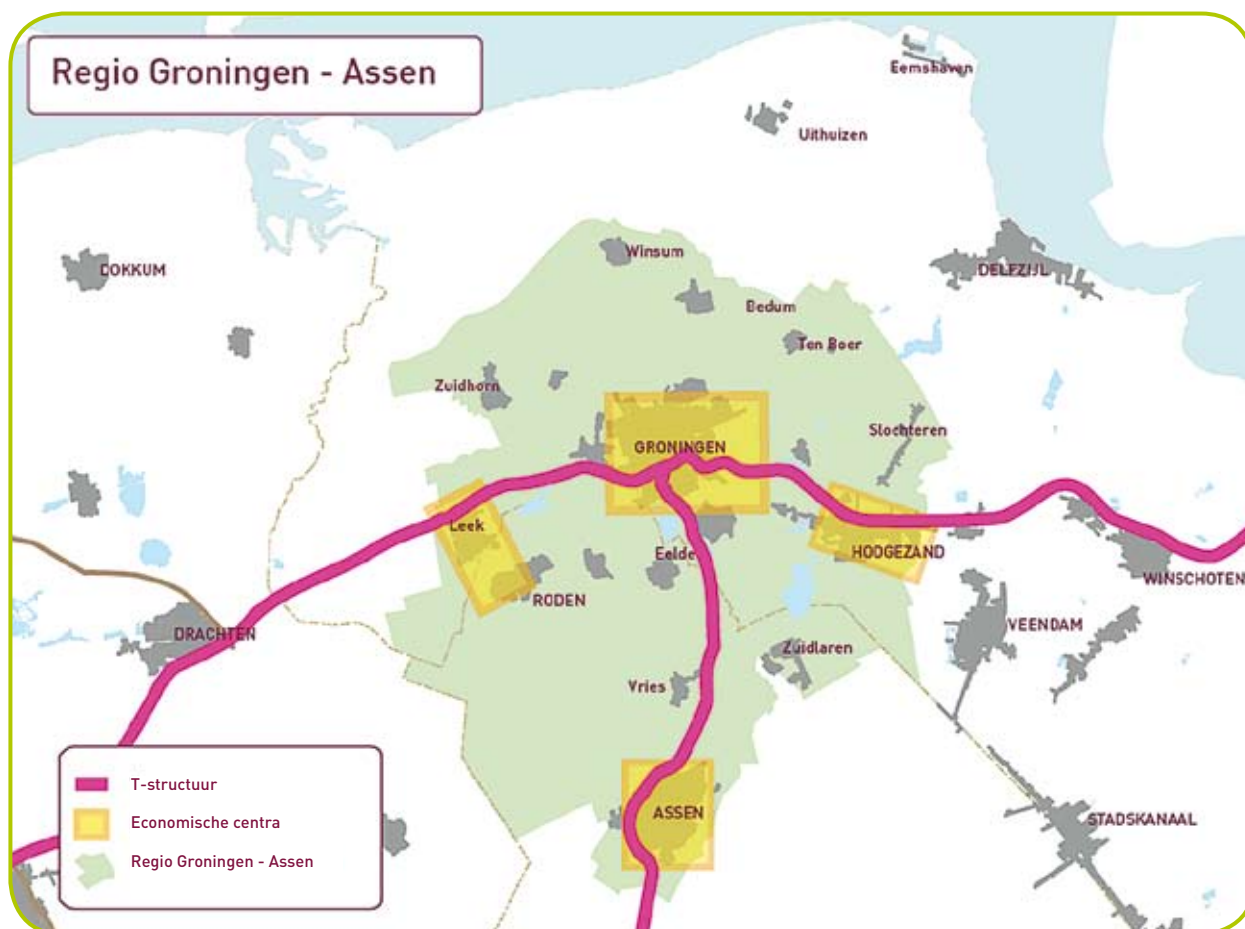 Regio Groningen - Assen
Eemshaven
Uithuizen
Winsum
DOKKUM
DELFZIJL
Bedum
Ten Boer
Zuidhorn
Slochteren
GRONINGEN
Leek
Eelde
HOOGEZAND
WINSCHOTEN
RODEN
DRACHTEN
VEENDAM
Zuidlaren
Vries
T-structuur
ASSEN
Economische centra
STADSKANAAL
Regio Groningen - Assen